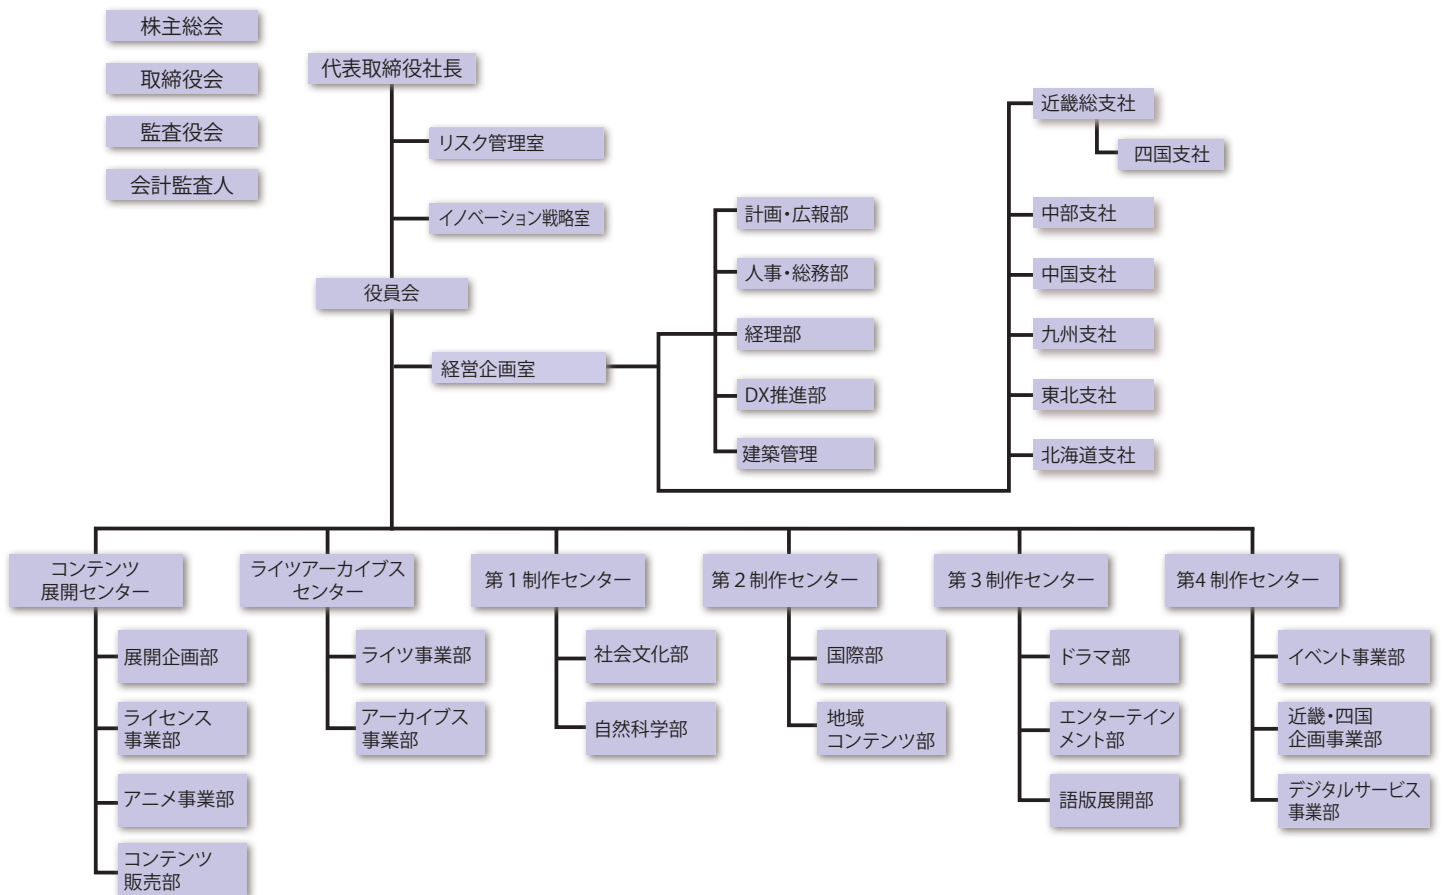 株主総会
取締役会
監査役会
会計監査人
代表取締役社長
リスク管理室
イノベーション戦略室
役員会
経営企画室
計画・広報部
人事・総務部
経理部
DX推進部
建築管理
近畿総支社
四国支社
中部支社
中国支社
九州支社
東北支社
北海道支社
コンテンツ
展開センター
展開企画部
ライセンス
事業部
アニメ事業部
コンテンツ
販売部
ライツアーカイブス
センター
ライツ事業部
アーカイブス
事業部
第1制作センター
社会文化部
自然科学部
第2制作センター
国際部
地域
コンテンツ部
第3制作センター
ドラマ部
エンターテイン
メント部
語版展開部
第4制作センター
イベント事業部
近畿・四国
企画事業部
デジタルサービス
事業部